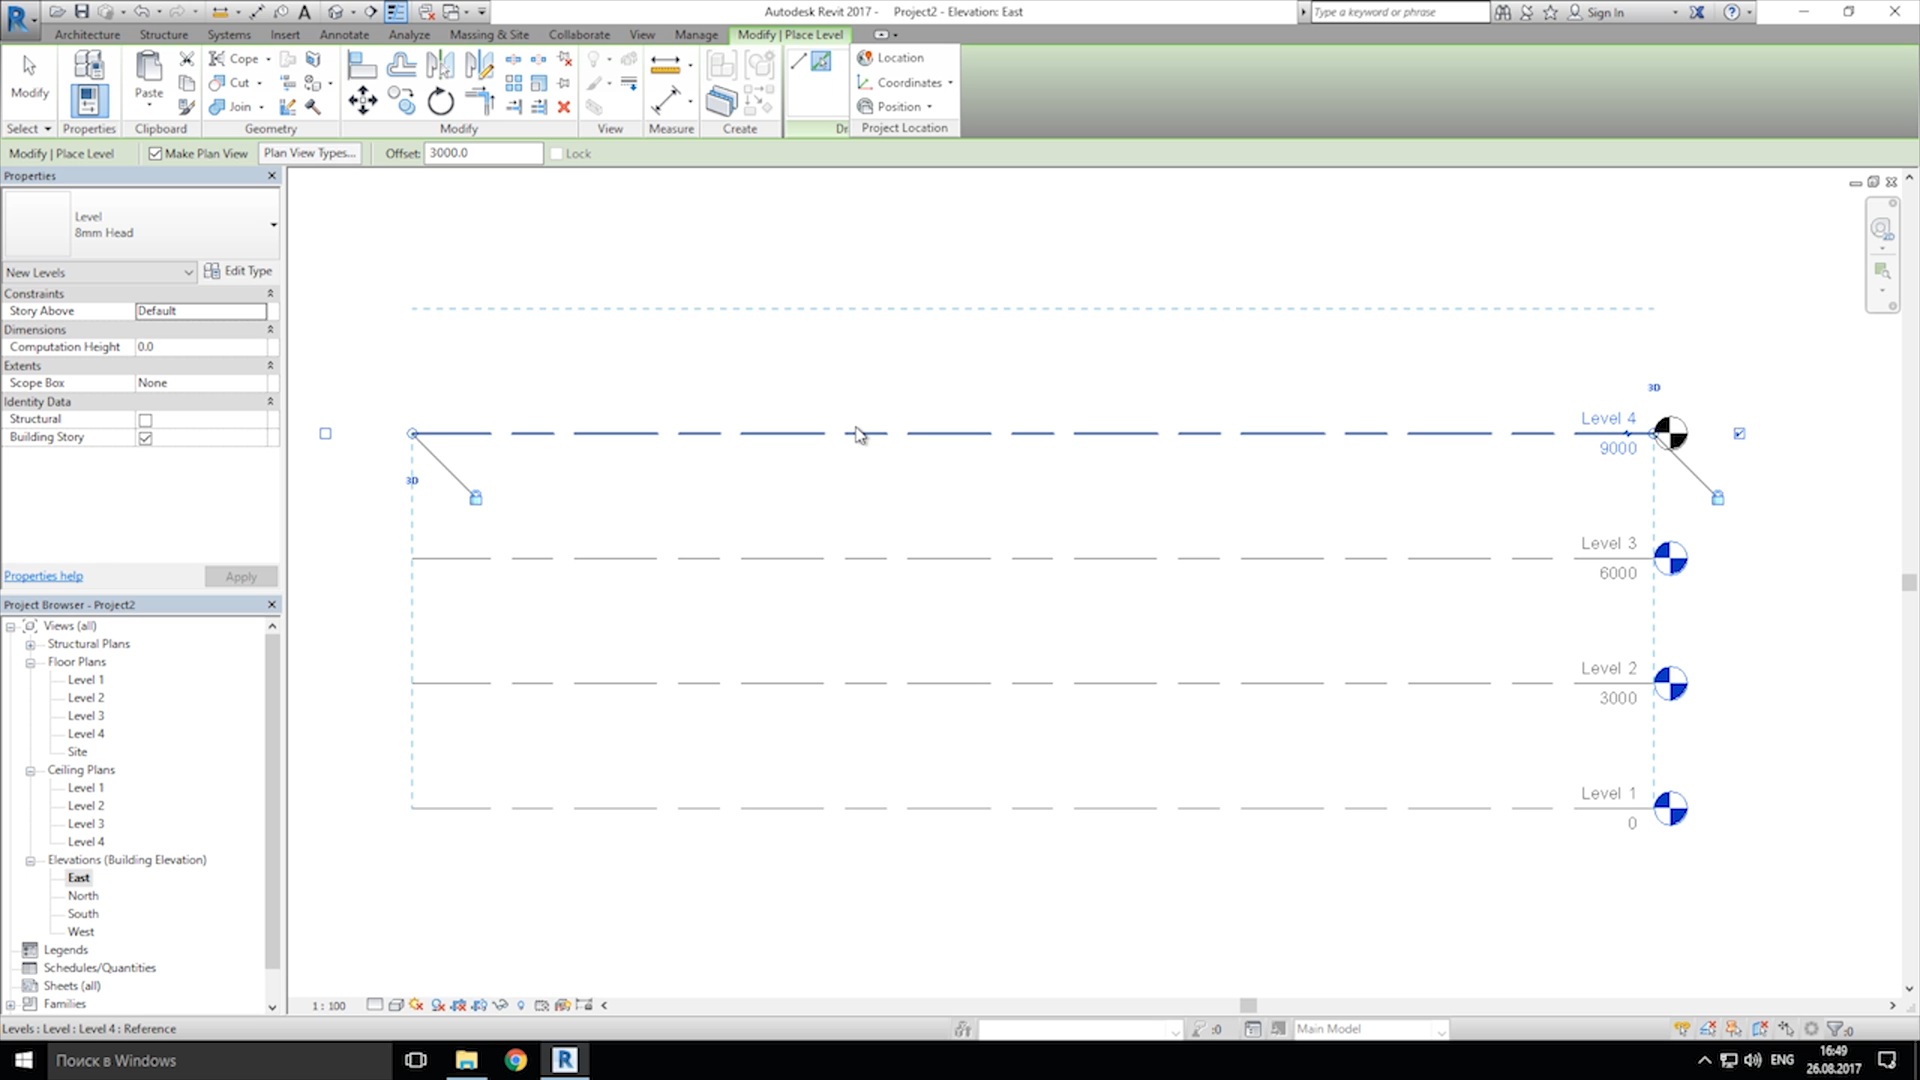 Autodesk Revit 2017 - Project2 - Elevation: East
Type a keyword or phrase
Sign In
Architecture Structure Systems Insert Annotate Analyze Massing & Site Collaborate View Manage Modify | Place Level
Modify
Paste
Cope
Cut
Join
Location
Coordinates
Position
Select Properties Clipboard Geometry Modify View Measure Create Dr Project Location
Modify | Place Level Make Plan View Plan View Types... Offset: 3000.0 Lock
Properties
Level
8mm Head
New Levels Edit Type
Constraints
Story Above Default
Dimensions
Computation Height 0.0
Extents
Scope Box None
Identity Data
Structural
Building Story
Properties help Apply
Project Browser - Project2
Views (all)
Structural Plans
Floor Plans
Level 1
Level 2
Level 3
Level 4
Site
Ceiling Plans
Level 1
Level 2
Level 3
Level 4
Elevations (Building Elevation)
East
North
South
West
Legends
Schedules/Quantities
Sheets (all)
Families
3D
Level 4
9000
3D
Level 3
6000
Level 2
3000
Level 1
0
2D
1 : 100
Levels : Level : Level 4 : Reference
:0
Main Model
:0
Поиск в Windows
ENG
16:49
26.08.2017